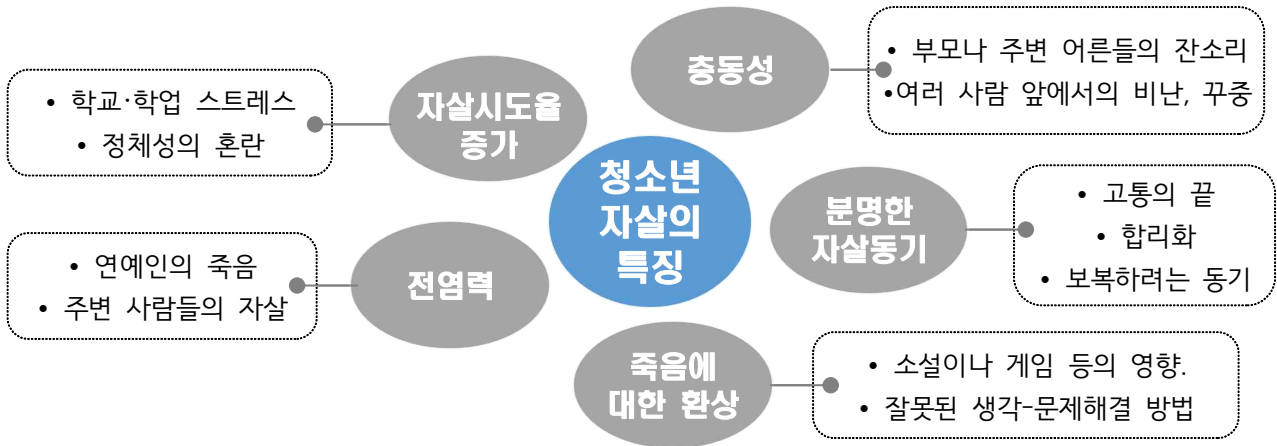 청소년
자살의
특징
충동성
• 부모나 주변 어른들의 잔소리
•여러 사람 앞에서의 비난, 꾸중
자살시도율
증가
• 학교·학업 스트레스
• 정체성의 혼란
분명한
자살동기
• 고통의 끝
• 합리화
• 보복하려는 동기
전염력
• 연예인의 죽음
• 주변 사람들의 자살
죽음에
대한 환상
• 소설이나 게임 등의 영향.
• 잘못된 생각-문제해결 방법